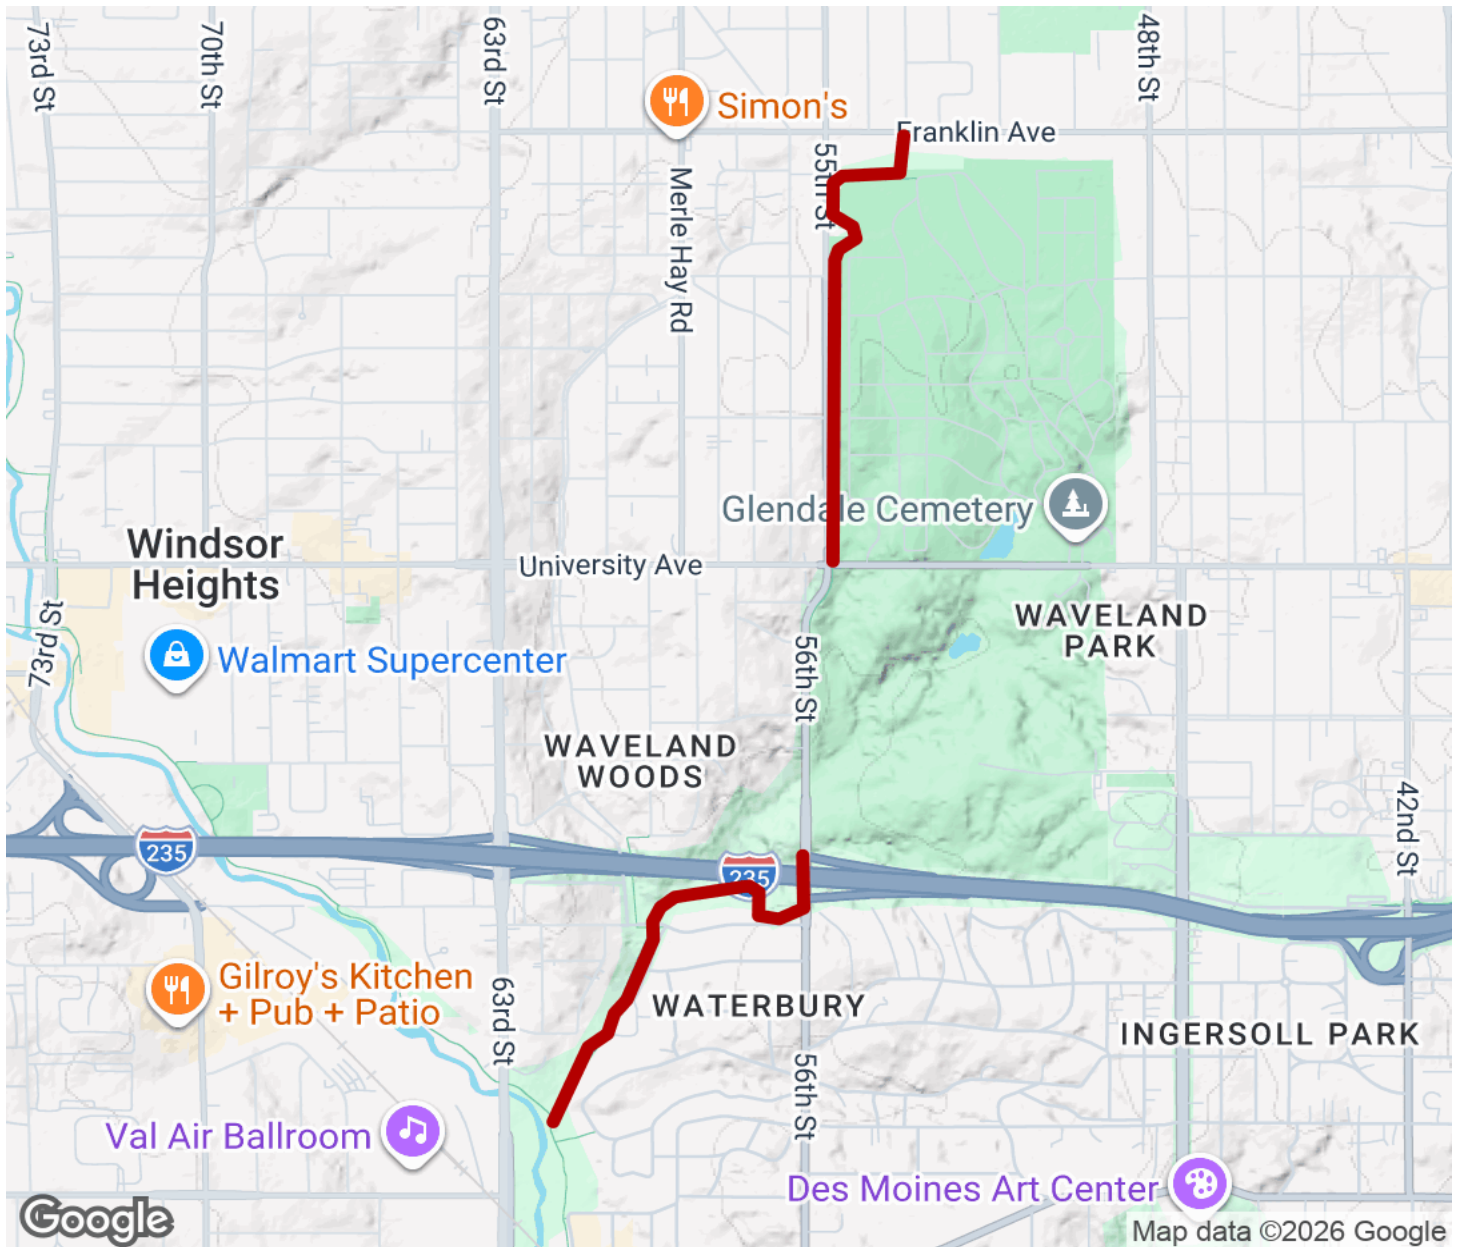 73rd St
70th St
63rd St
48th St
Simon's
Franklin Ave
55th St
Merle Hay Rd
Glendale Cemetery
University Ave
Windsor
Heights
73rd St
Walmart Supercenter
WAVELAND
PARK
56th St
WAVELAND
WOODS
42nd St
235
235
Gilroy's Kitchen
+ Pub + Patio
63rd St
WATERBURY
INGERSOLL PARK
56th St
Val Air Ballroom
Des Moines Art Center
Google
Map data ©2026 Google